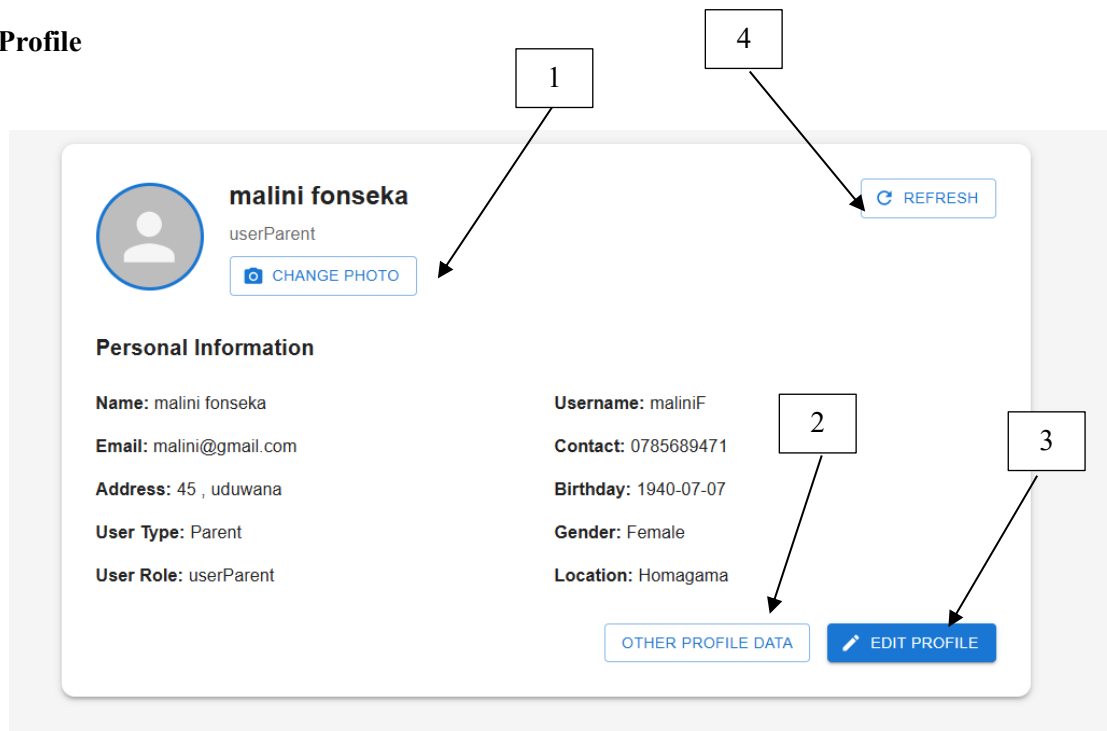 Profile
4
1
malini fonseka
userParent
REFRESH
CHANGE PHOTO
Personal Information
Name: malini fonseka
Username: maliniF
2
3
Email: malini@gmail.com
Contact: 0785689471
Address: 45 , uduwana
Birthday: 1940-07-07
User Type: Parent
Gender: Female
User Role: userParent
Location: Homagama
OTHER PROFILE DATA
EDIT PROFILE